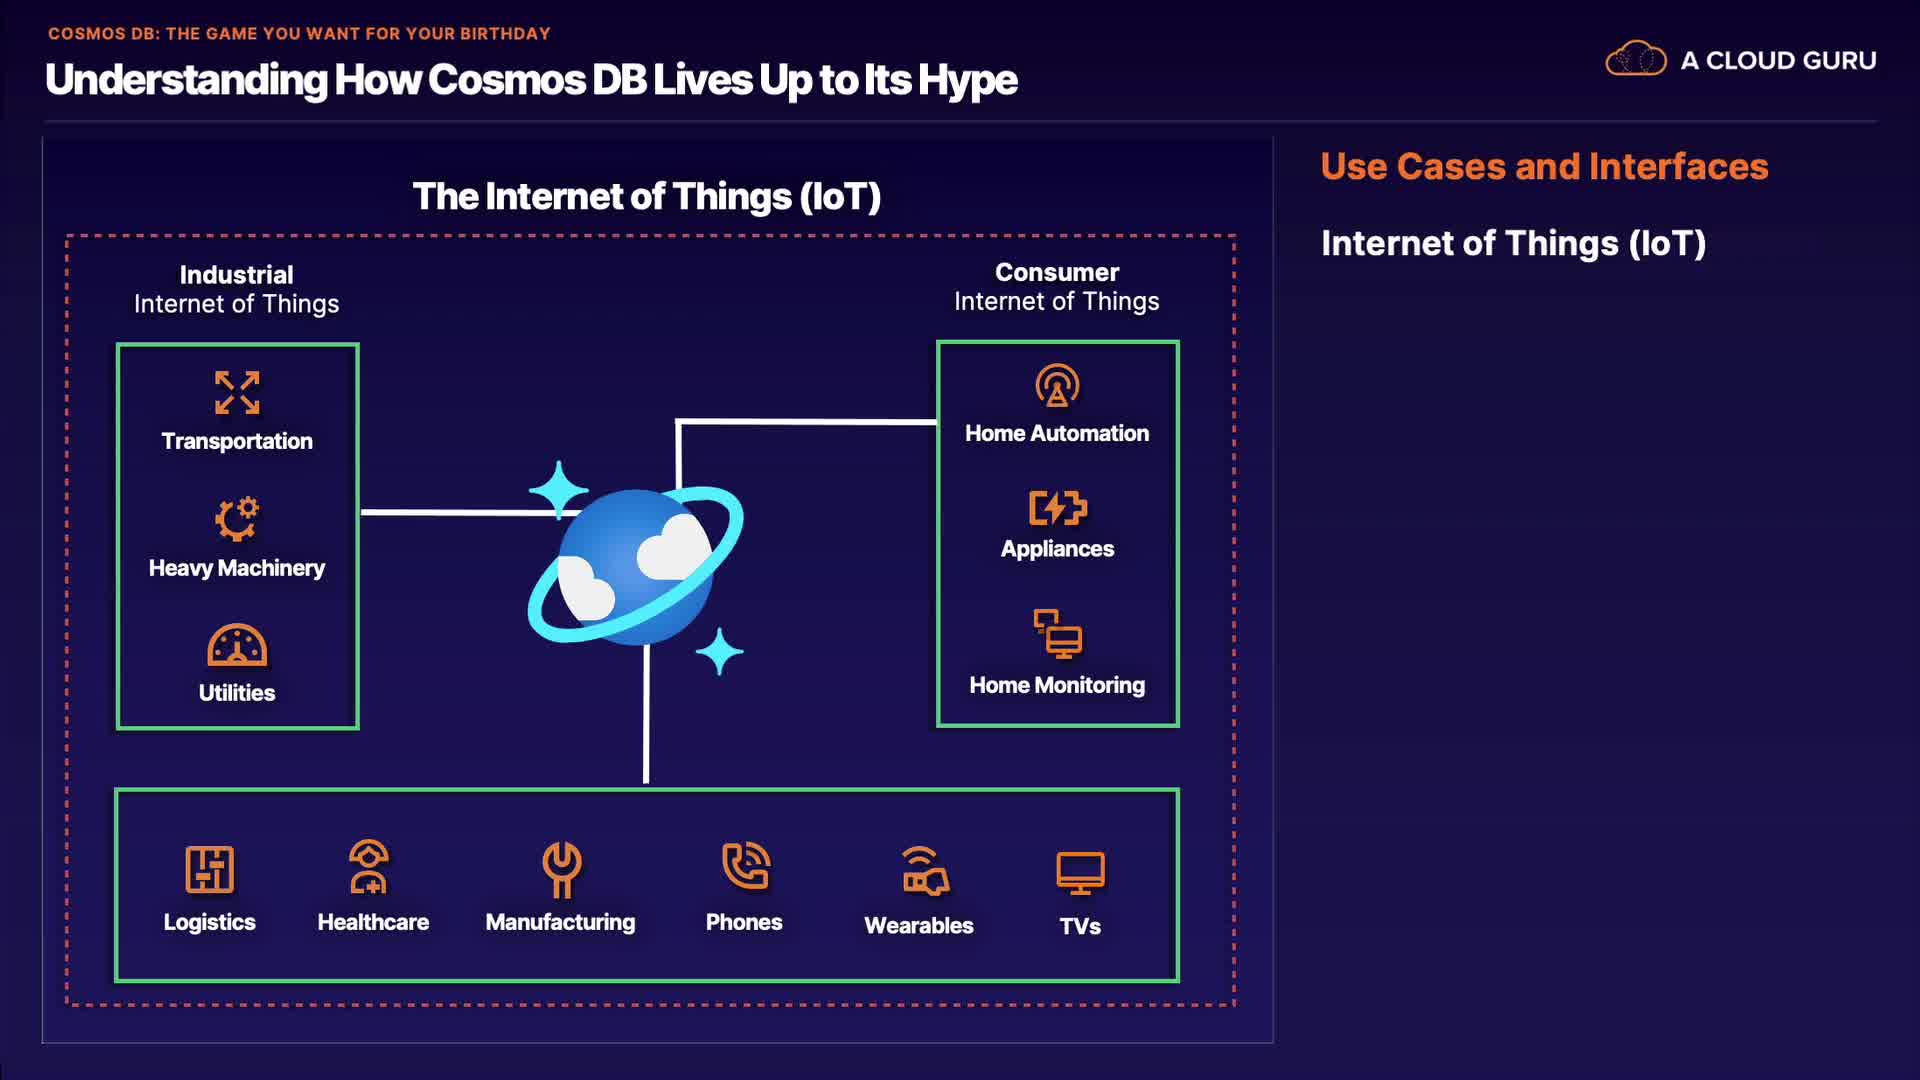 COSMOS DB: THE GAME YOU WANT FOR YOUR BIRTHDAY
Understanding How Cosmos DB Lives Up to Its Hype
A CLOUD GURU
The Internet of Things (IoT)
Industrial
Internet of Things
Transportation
Heavy Machinery
Utilities
Consumer
Internet of Things
Home Automation
Appliances
Home Monitoring
Logistics
Healthcare
Manufacturing
Phones
Wearables
TVs
Use Cases and Interfaces
Internet of Things (IoT)